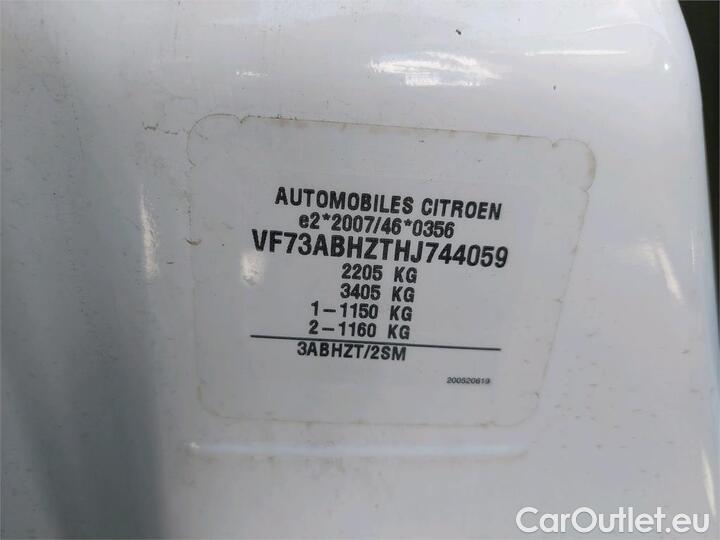 AUTOMOBILES CITROEN
e2*2007/46*0356
VF73ABHZTHJ744059
2205 KG
3405 KG
1-1150 KG
2-1160 KG
3ABHZT/2SM
200520619
CarOutlet.eu